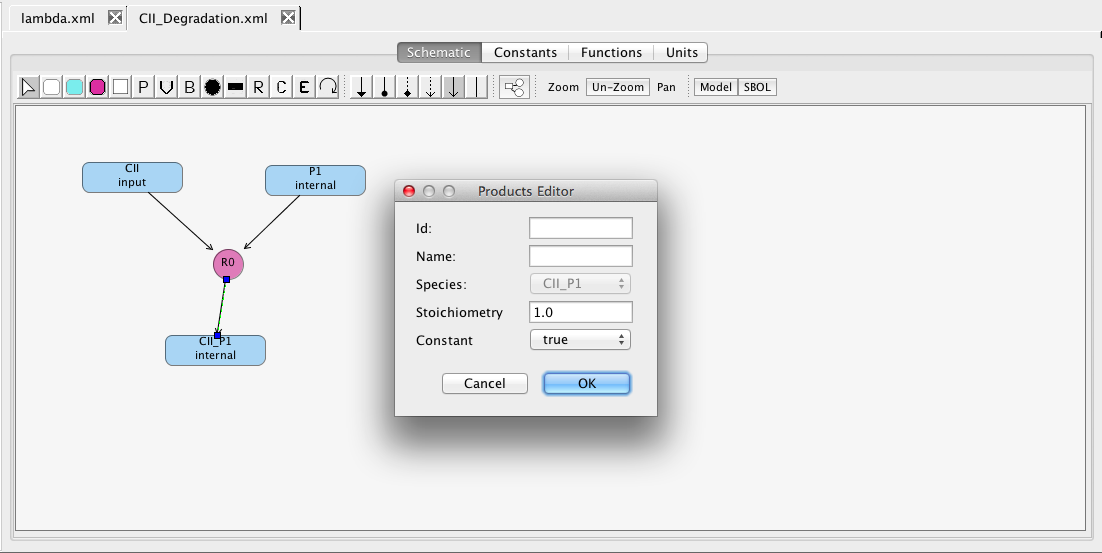 lambda.xml CII_Degradation.xml
Schematic Constants Functions Units
P V B R C E Zoom Un-Zoom Pan Model SBOL
CII
input
P1
internal
R0
CII_P1
internal
Products Editor
Id:
Name:
Species: CII_P1
Stoichiometry 1.0
Constant true
Cancel OK